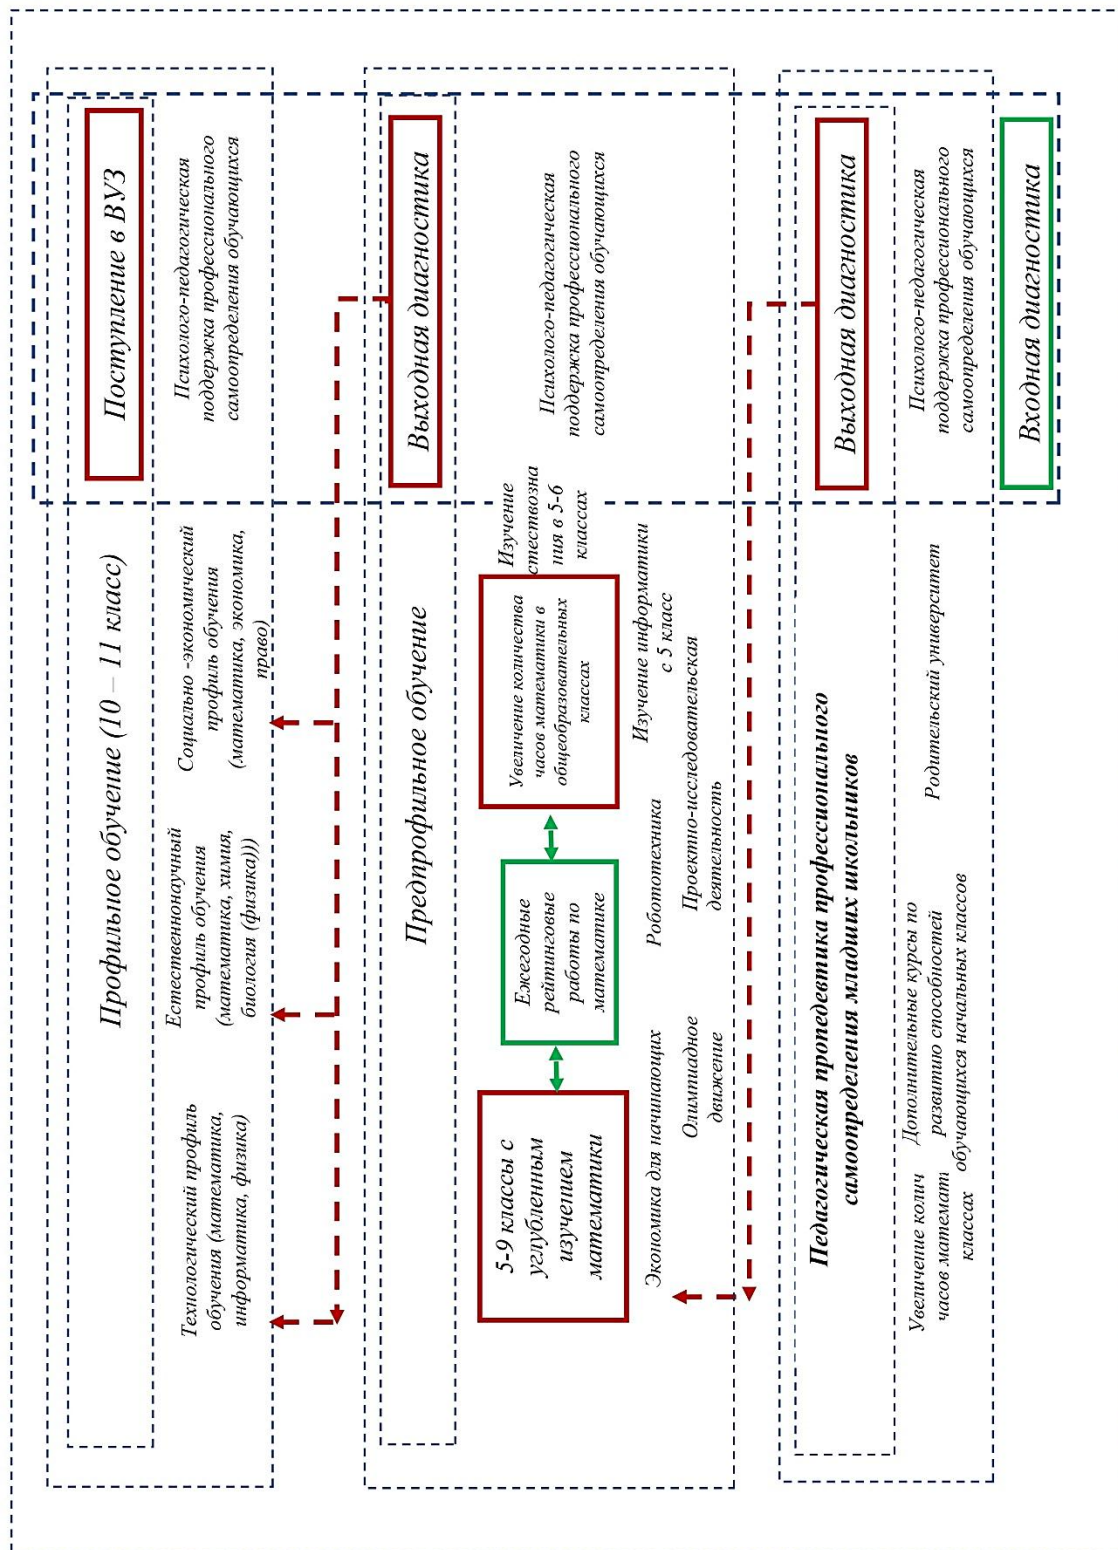 Профильное обучение (10 – 11 класс)
Поступление в ВУЗ
Технологический профиль
обучения (математика,
информатика, физика)
Естественнонаучный
профиль обучения
(математика, химия,
биология (физика)))
Социально -экономический
профиль обучения
(математика, экономика,
право)
Психолого-педагогическая
поддержка профессионального
самоопределения обучающихся
Предпрофильное обучение
Выходная диагностика
5-9 классы с
углубленным
изучением
математики
Ежегодные
рейтинговые
работы по
математике
Увеличение количества
часов математики в
общеобразовательных
классах
Изучение
стествозна
ния в 5-6
классах
Психолого-педагогическая
поддержка профессионального
самоопределения обучающихся
Экономика для начинающих
Робототехника
Изучение информатики
с 5 класс
Олимпиадное
движение
Проектно-исследовательская
деятельность
Педагогическая пропедевтика профессионального
самоопределения младших школьников
Выходная диагностика
Увеличение колич
часов математи
классах
Дополнительные курсы по
развитию способностей
обучающихся начальных классов
Родительский университет
Психолого-педагогическая
поддержка профессионального
самоопределения обучающихся
Входная диагностика